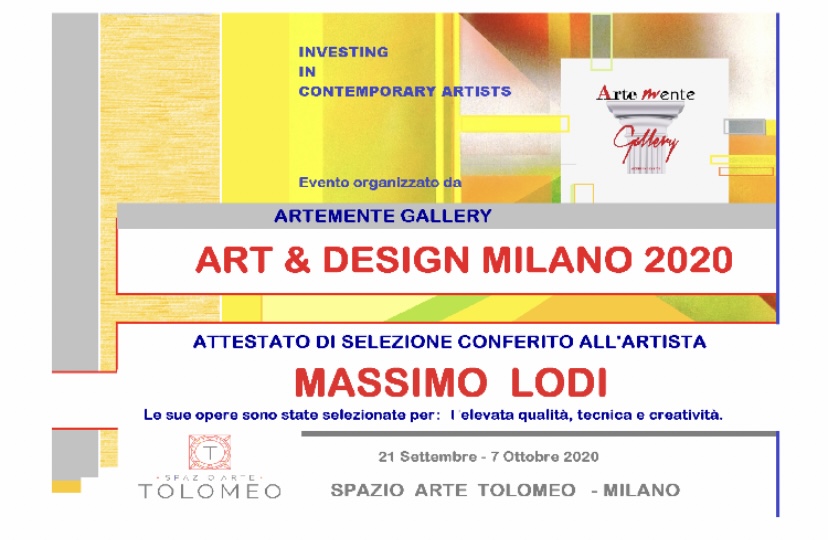 INVESTING
IN
CONTEMPORARY ARTISTS
Arte mente
Gallery
Evento organizzato da
ARTEMENTE GALLERY
ART & DESIGN MILANO 2020
ATTESTATO DI SELEZIONE CONFERITO ALL'ARTISTA
MASSIMO LODI
Le sue opere sono state selezionate per: l'elevata qualità, tecnica e creatività.
21 Settembre - 7 Ottobre 2020
T
SPAZIO ARTE
TOLOMEO
SPAZIO ARTE TOLOMEO - MILANO